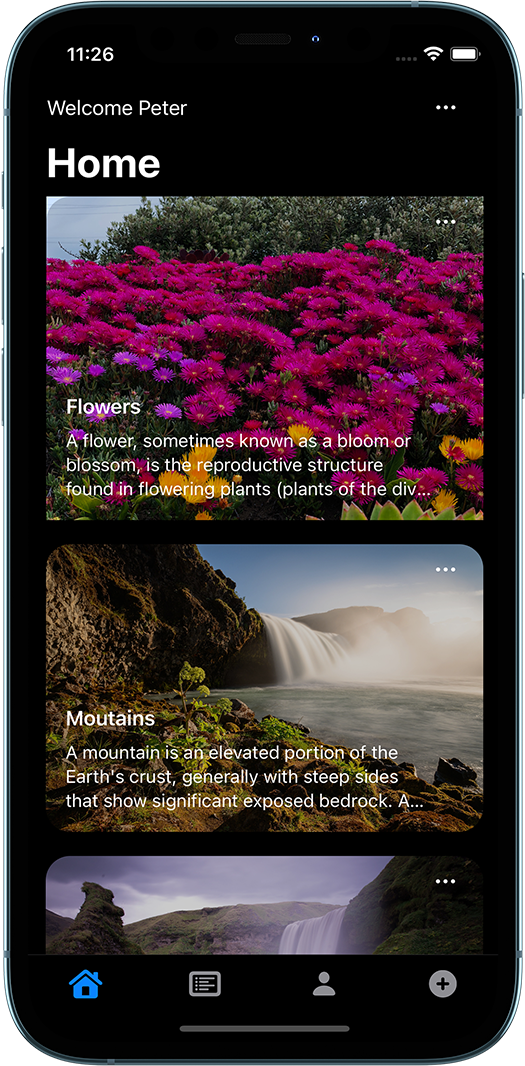 11:26
Welcome Peter
Home
Flowers
A flower, sometimes known as a bloom or
blossom, is the reproductive structure
found in flowering plants (plants of the div...
Moutains
A mountain is an elevated portion of the
Earth's crust, generally with steep sides
that show significant exposed bedrock. A...